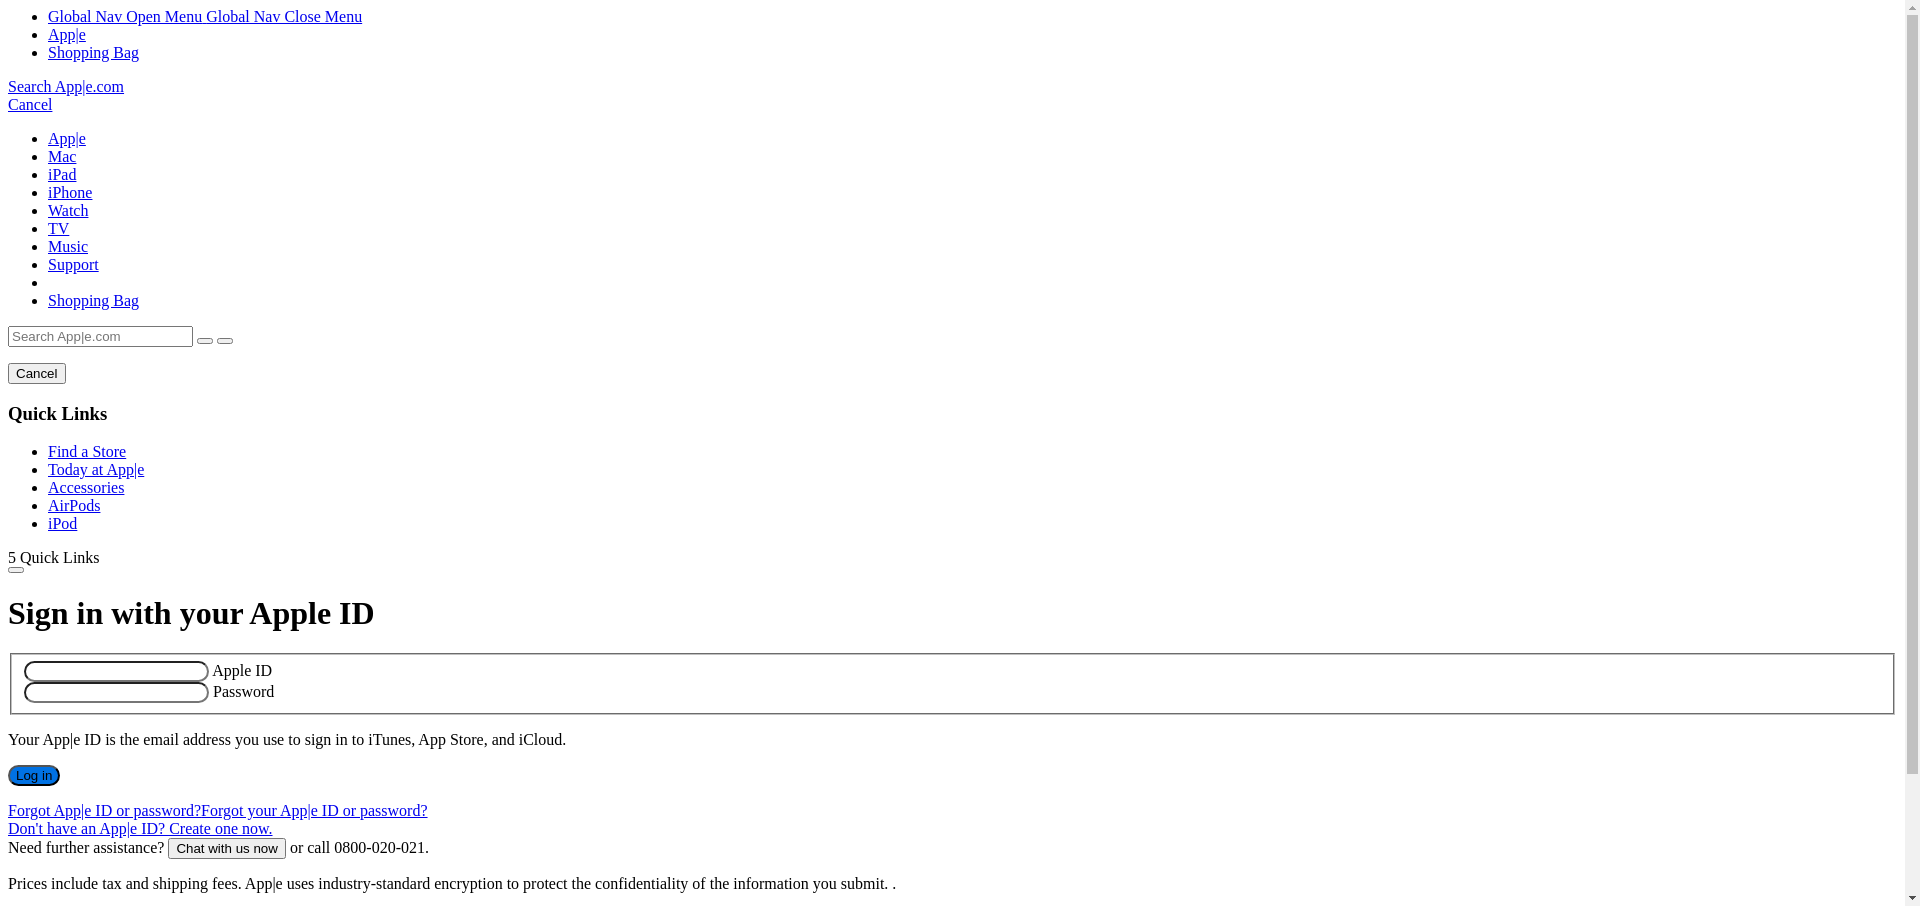 Global Nav Open Menu Global Nav Close Menu
App|e
Shopping Bag
Search App|e.com
Cancel
App|e
Mac
iPad
iPhone
Watch
TV
Music
Support
Shopping Bag
Search App|e.com
Cancel
Quick Links
Find a Store
Today at App|e
Accessories
AirPods
iPod
5 Quick Links
Sign in with your Apple ID
Apple ID
Password
Your App|e ID is the email address you use to sign in to iTunes, App Store, and iCloud.
Log in
Forgot App|e ID or password?Forgot your App|e ID or password?
Don't have an App|e ID? Create one now.
Need further assistance? Chat with us now or call 0800-020-021.
Prices include tax and shipping fees. App|e uses industry-standard encryption to protect the confidentiality of the information you submit. .